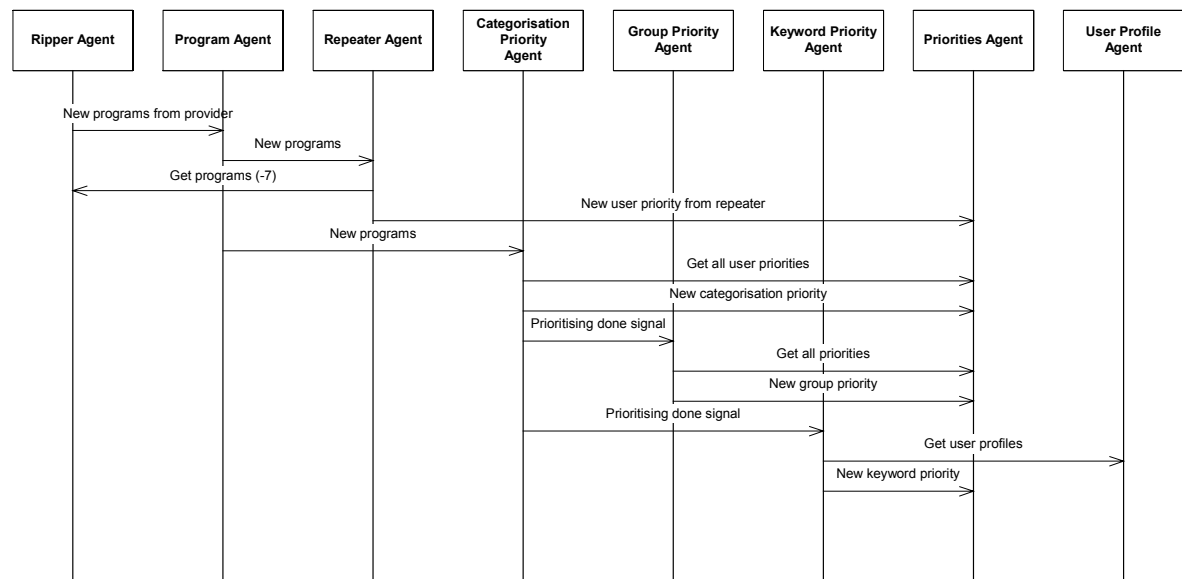 Ripper Agent
Program Agent
Repeater Agent
Categorisation
Priority
Agent
Group Priority
Agent
Keyword Priority
Agent
Priorities Agent
User Profile
Agent
New programs from provider
New programs
Get programs (-7)
New user priority from repeater
New programs
Get all user priorities
New categorisation priority
Prioritising done signal
Get all priorities
New group priority
Prioritising done signal
Get user profiles
New keyword priority